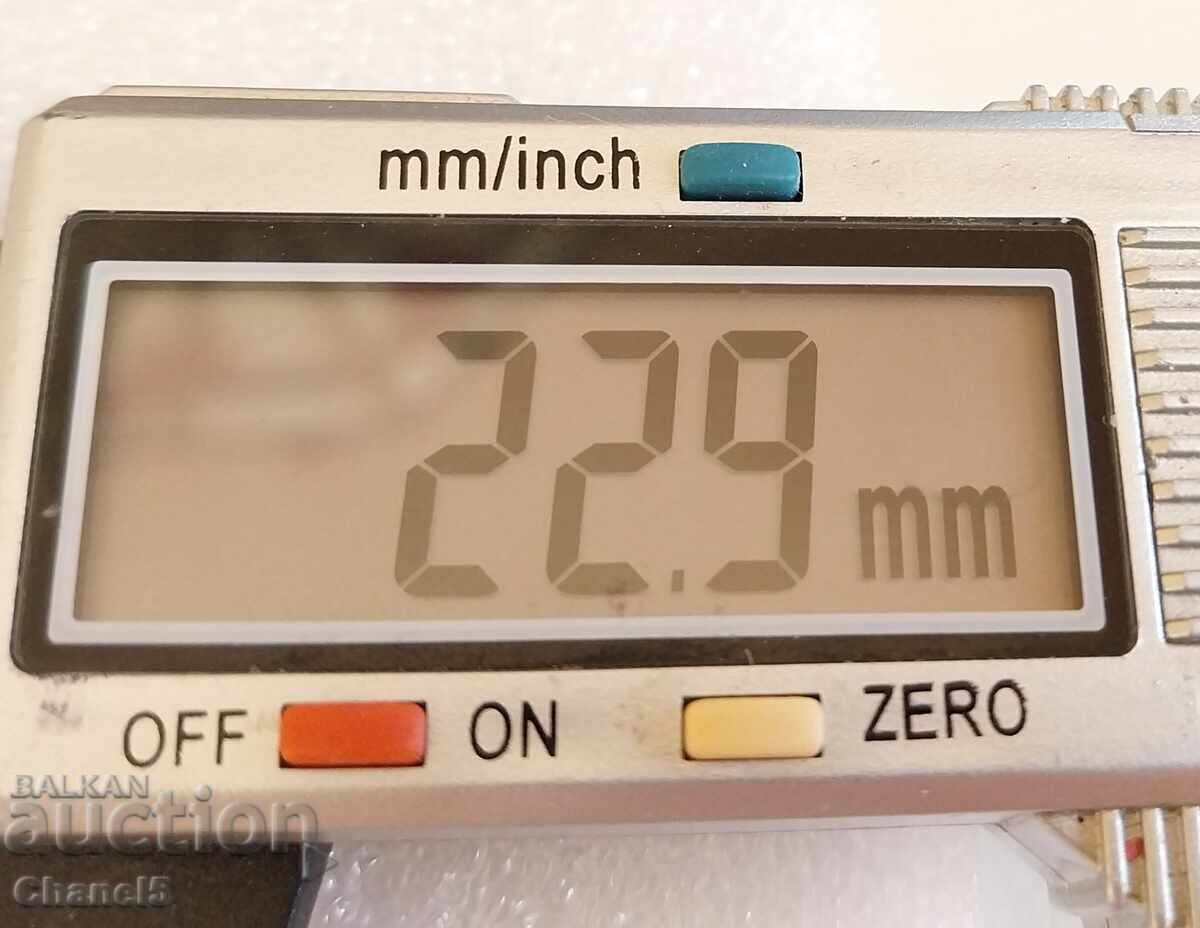 mm/inch
22.9 mm
OFF ON ZERO
BALKAN
auction
Chanel5